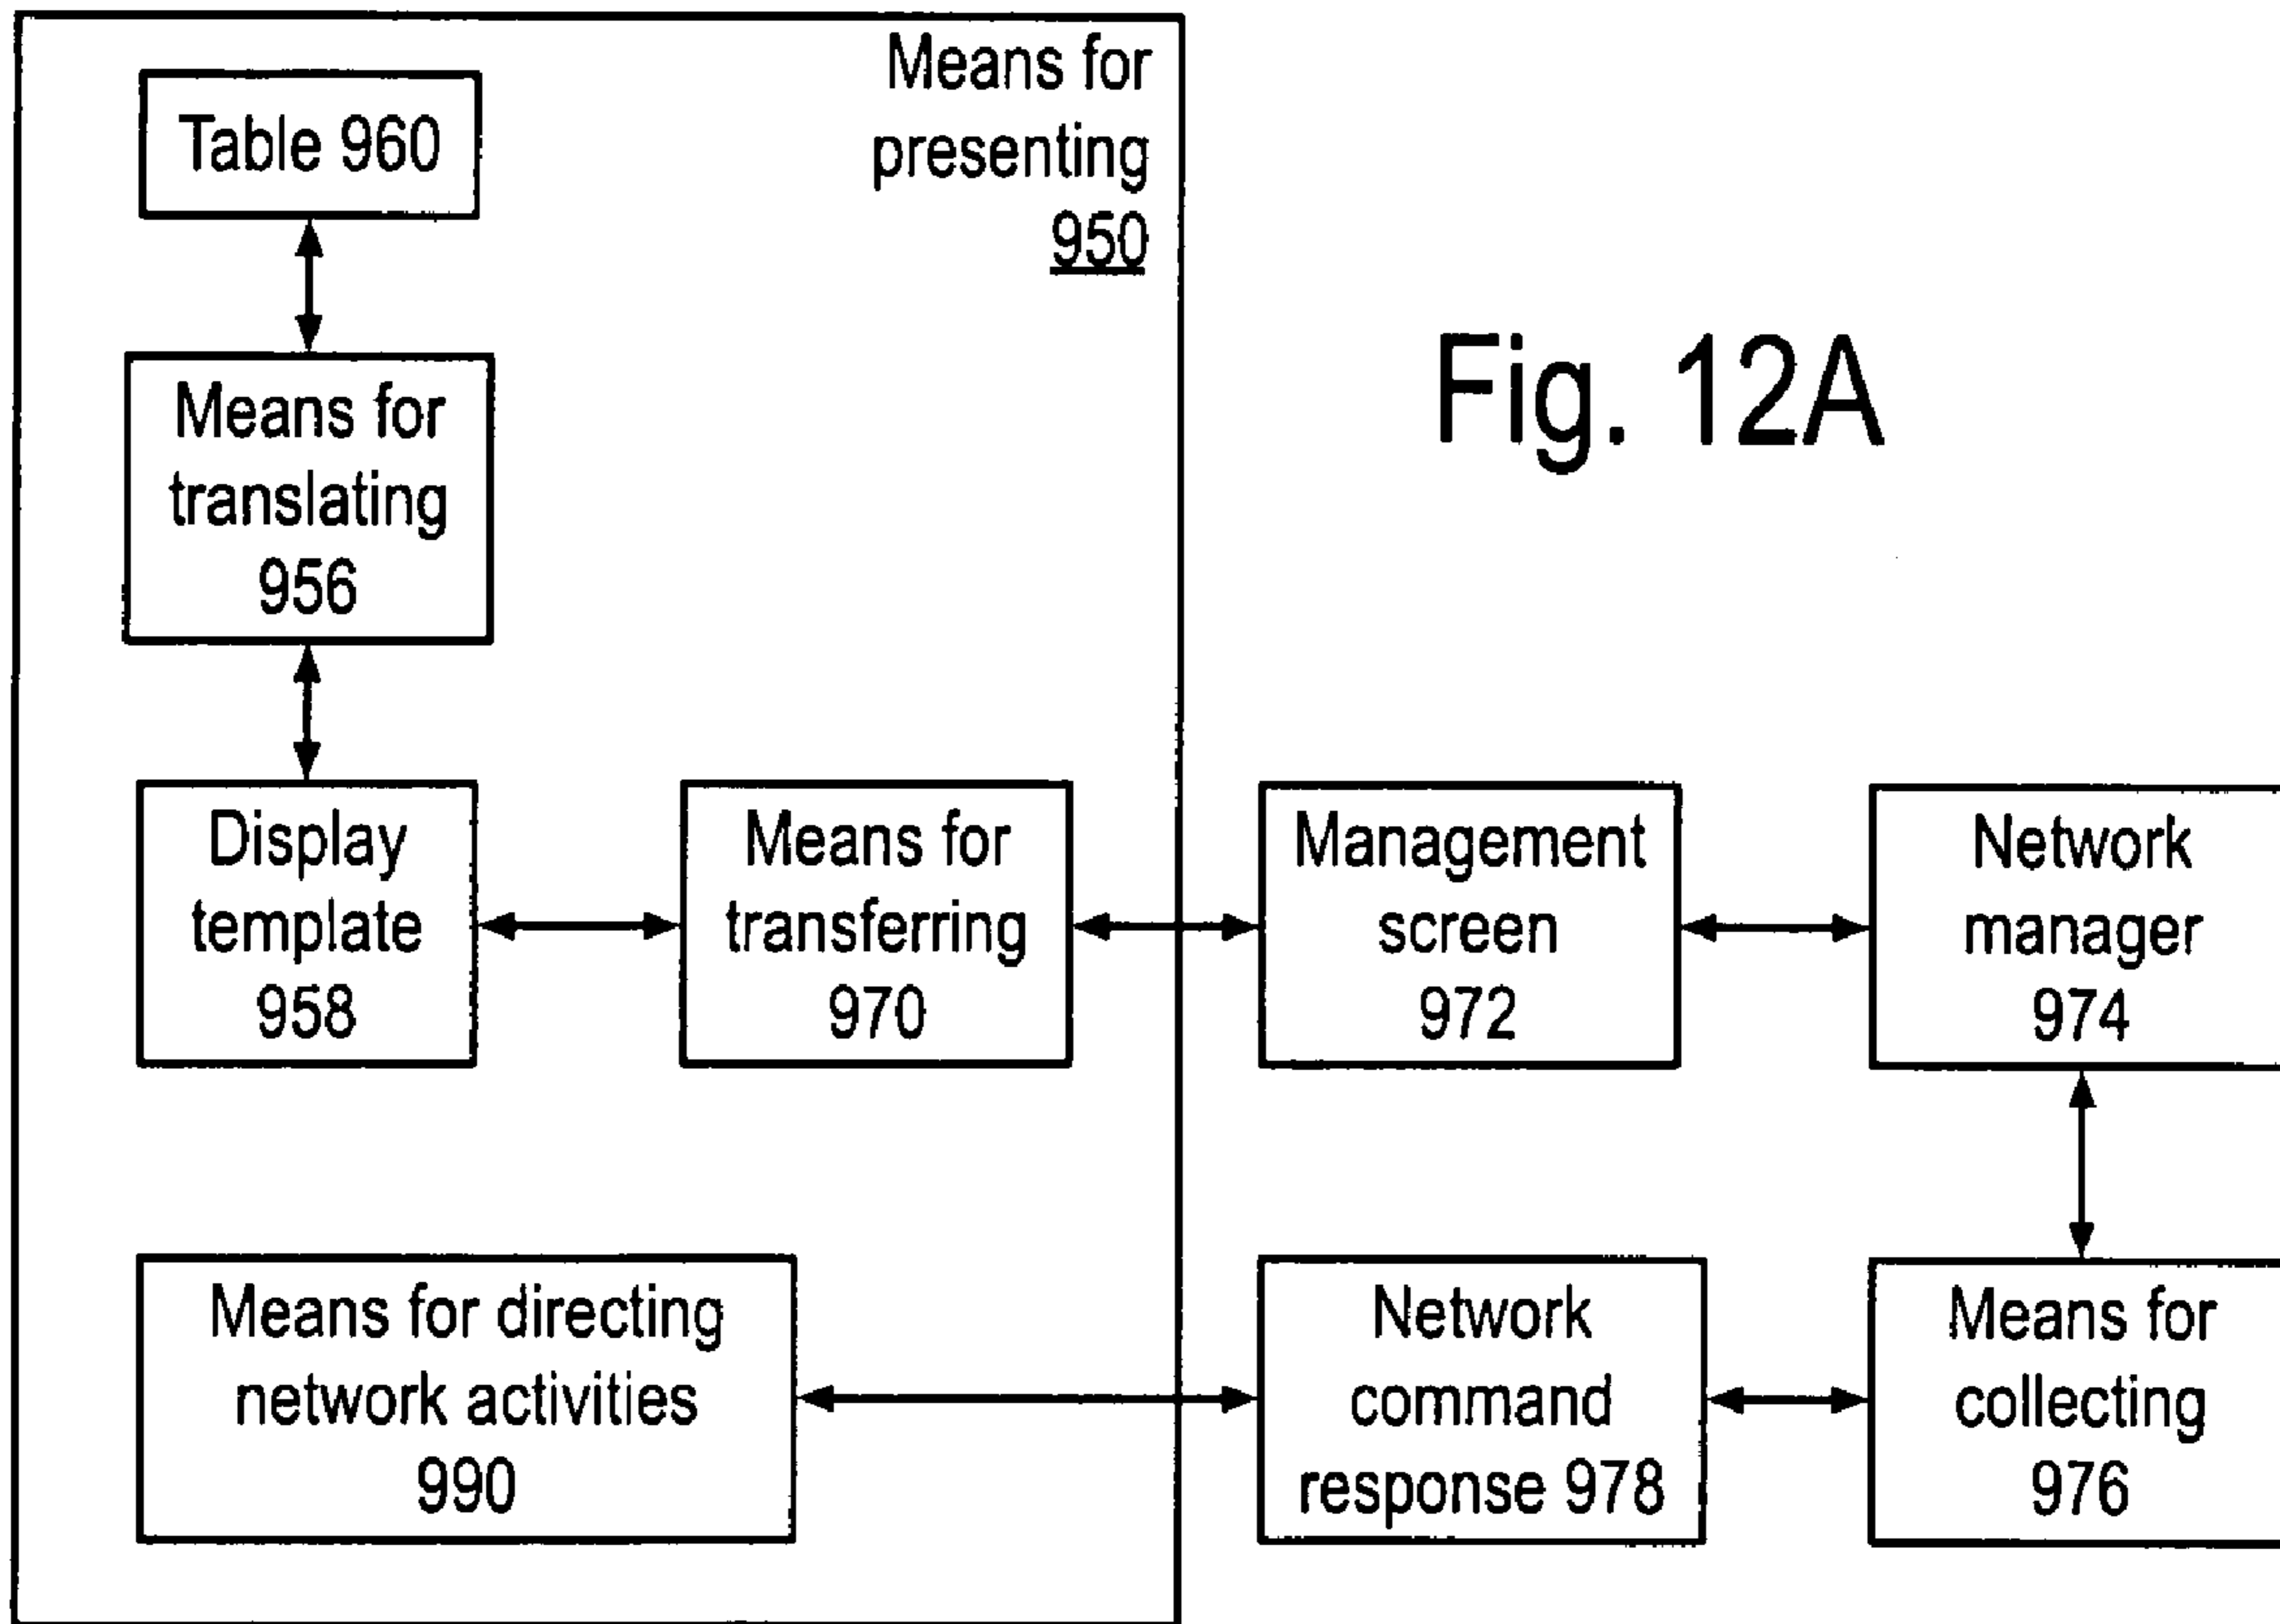 Means for
presenting
950
Table 960
Means for
translating
956
Fig. 12A
Display
template
958
Means for
transferring
970
Management
screen
972
Network
manager
974
Means for directing
network activities
990
Network
command
response 978
Means for
collecting
976